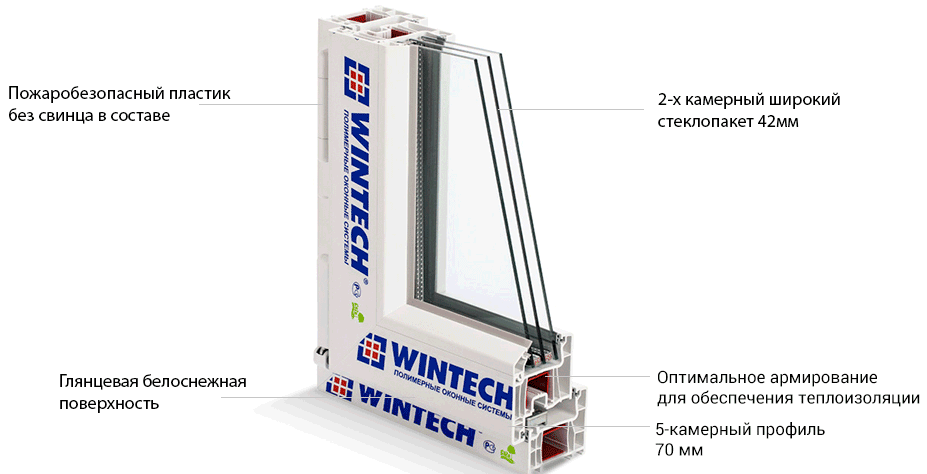 Пожаробезопасный пластик
без свинца в составе
2-х камерный широкий
стеклопакет 42мм
WINTECH®
ПОЛИМЕРНЫЕ ОКОННЫЕ СИСТЕМЫ
WINTECH
ПОЛИМЕРНЫЕ ОКОННЫЕ СИСТЕМЫ
WINTECH
Глянцевая белоснежная
поверхность
Оптимальное армирование
для обеспечения теплоизоляции
5-камерный профиль
70 мм